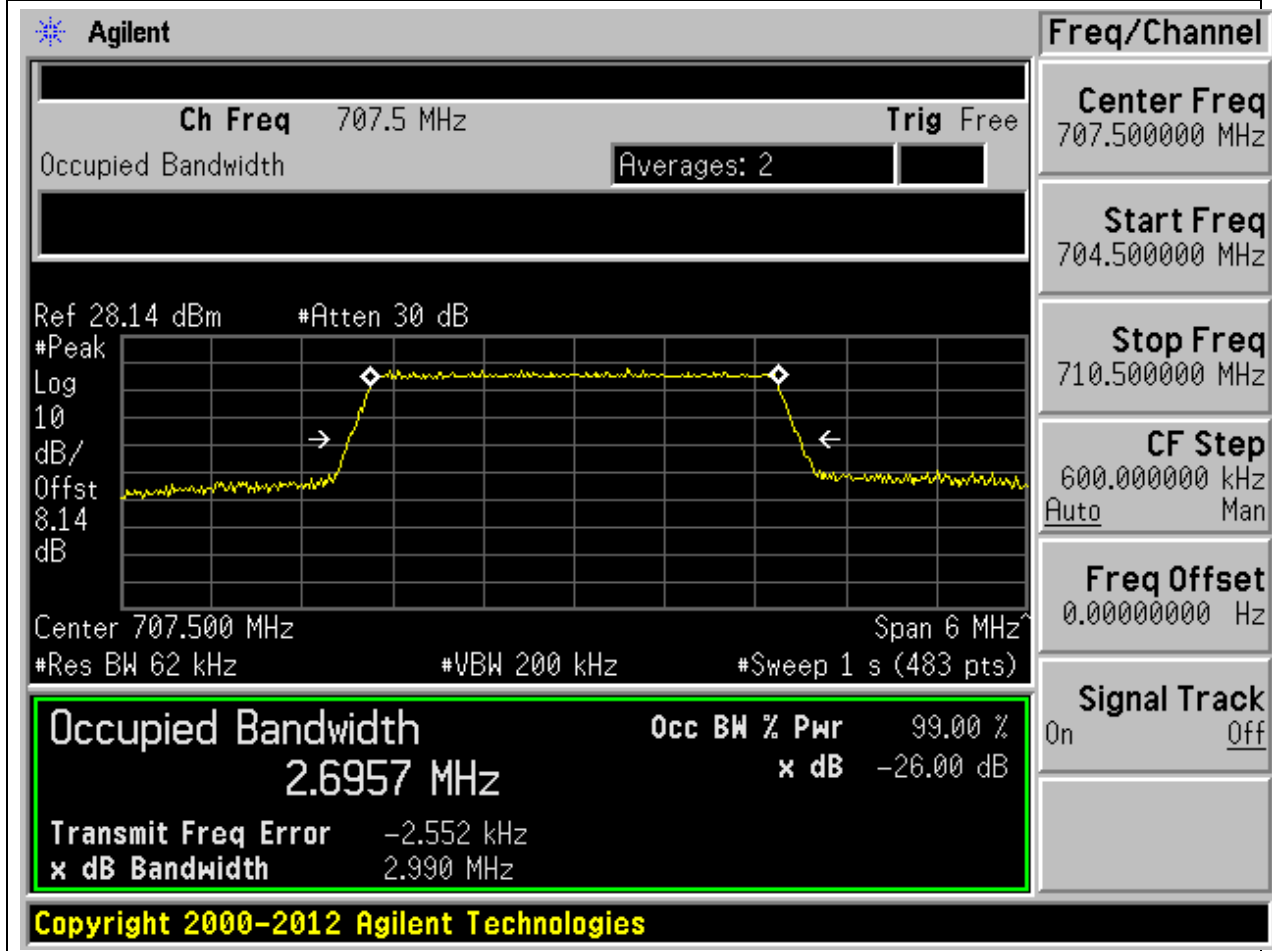 Agilent
Freq/Channel
Ch Freq 707.5 MHz Trig Free
Occupied Bandwidth Averages: 2
Center Freq
707.500000 MHz
Start Freq
704.500000 MHz
Stop Freq
710.500000 MHz
CF Step
600.000000 kHz
Auto Man
Freq Offset
0.00000000 Hz
Signal Track
On Off
Ref 28.14 dBm #Atten 30 dB
#Peak
Log
10
dB/
Offst
8.14
dB
Center 707.500 MHz Span 6 MHz^
#Res BW 62 kHz #VBW 200 kHz #Sweep 1 s (483 pts)
Occupied Bandwidth Occ BW % Pwr 99.00 %
2.6957 MHz x dB -26.00 dB
Transmit Freq Error -2.552 kHz
x dB Bandwidth 2.990 MHz
Copyright 2000-2012 Agilent Technologies